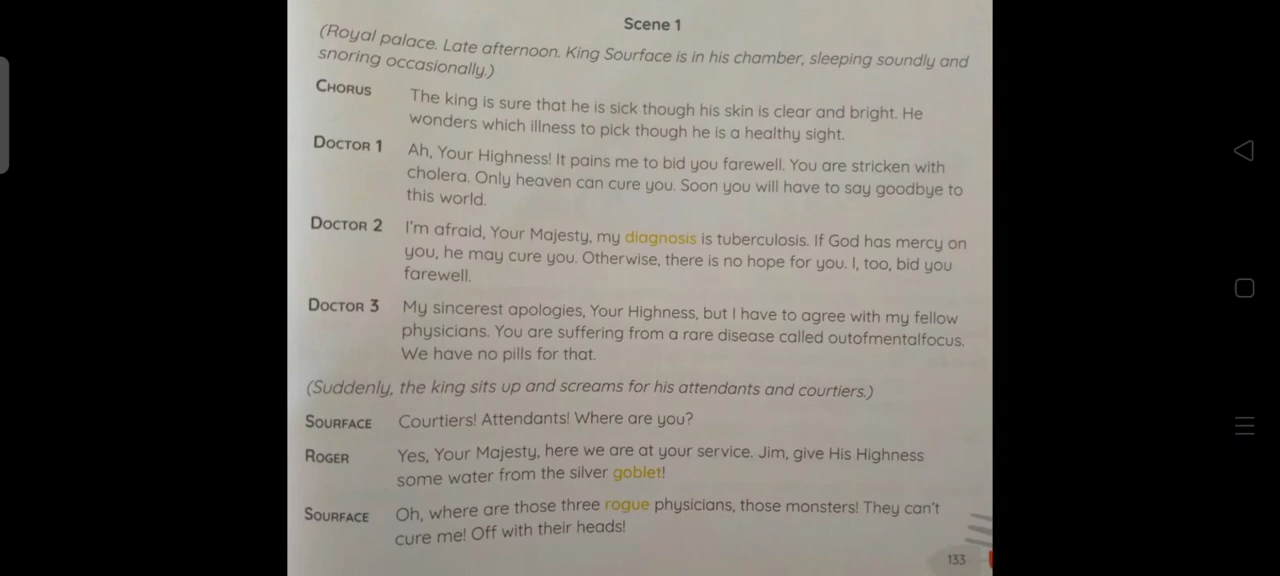 Scene 1
(Royal palace. Late afternoon. King Sourface is in his chamber, sleeping soundly and
snoring occasionally.)
CHORUS The king is sure that he is sick though his skin is clear and bright. He
wonders which illness to pick though he is a healthy sight.
DOCTOR 1 Ah, Your Highness! It pains me to bid you farewell. You are stricken with
cholera. Only heaven can cure you. Soon you will have to say goodbye to
this world.
DOCTOR 2 I'm afraid, Your Majesty, my diagnosis is tuberculosis. If God has mercy on
you, he may cure you. Otherwise, there is no hope for you. I, too, bid you
farewell.
DOCTOR 3 My sincerest apologies, Your Highness, but I have to agree with my fellow
physicians. You are suffering from a rare disease called outofmentalfocus.
We have no pills for that.
(Suddenly, the king sits up and screams for his attendants and courtiers.)
SOURFACE Courtiers! Attendants! Where are you?
ROGER Yes, Your Majesty, here we are at your service. Jim, give His Highness
some water from the silver goblet!
SOURFACE Oh, where are those three rogue physicians, those monsters! They can't
cure me! Off with their heads!
133